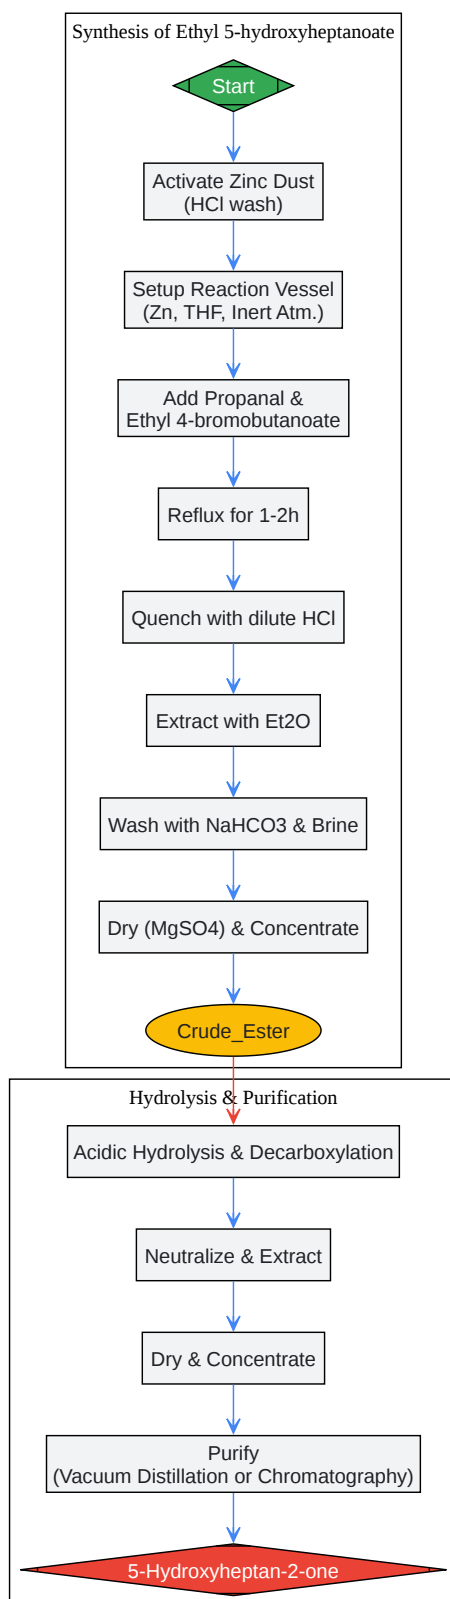 Synthesis of Ethyl 5-hydroxyheptanoate
Start
Activate Zinc Dust
(HCl wash)
Setup Reaction Vessel
(Zn, THF, Inert Atm.)
Add Propanal &
Ethyl 4-bromobutanoate
Reflux for 1-2h
Quench with dilute HCl
Extract with Et2O
Wash with NaHCO3 & Brine
Dry (MgSO4) & Concentrate
Crude_Ester
Hydrolysis & Purification
Acidic Hydrolysis & Decarboxylation
Neutralize & Extract
Dry & Concentrate
Purify
(Vacuum Distillation or Chromatography)
5-Hydroxyheptan-2-one